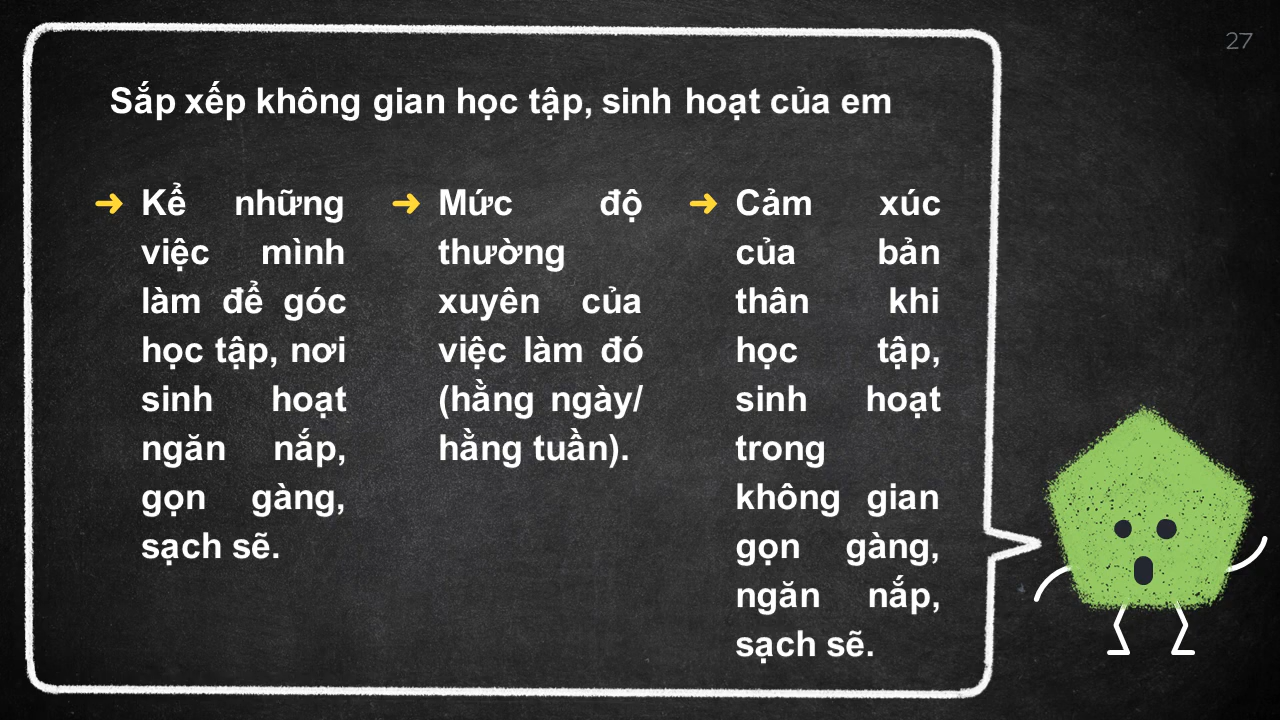 27
Sắp xếp không gian học tập, sinh hoạt của em
➜ Kể những
việc mình
làm để góc
học tập, nơi
sinh hoạt
ngăn nắp,
gọn gàng,
sạch sẽ.
➜ Mức độ
thường
xuyên của
việc làm đó
(hằng ngày/
hằng tuần).
➜ Cảm xúc
của bản
thân khi
học tập,
sinh hoạt
trong
không gian
gọn gàng,
ngăn nắp,
sạch sẽ.